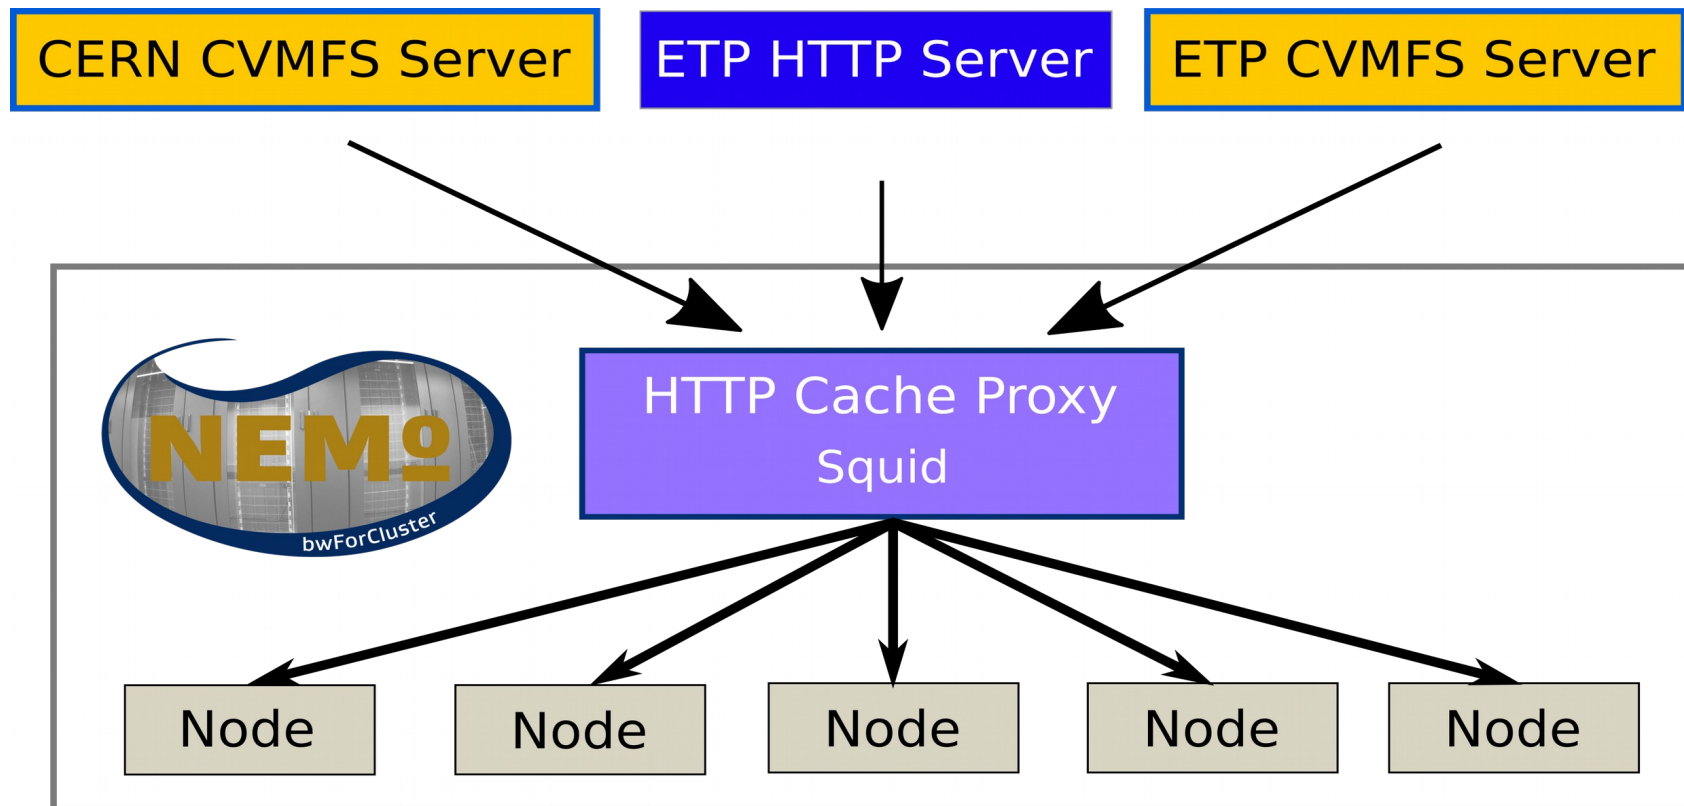 CERN CVMFS Server
ETP HTTP Server
ETP CVMFS Server
HTTP Cache Proxy
Squid
NEMº
bwForCluster
Node
Node
Node
Node
Node